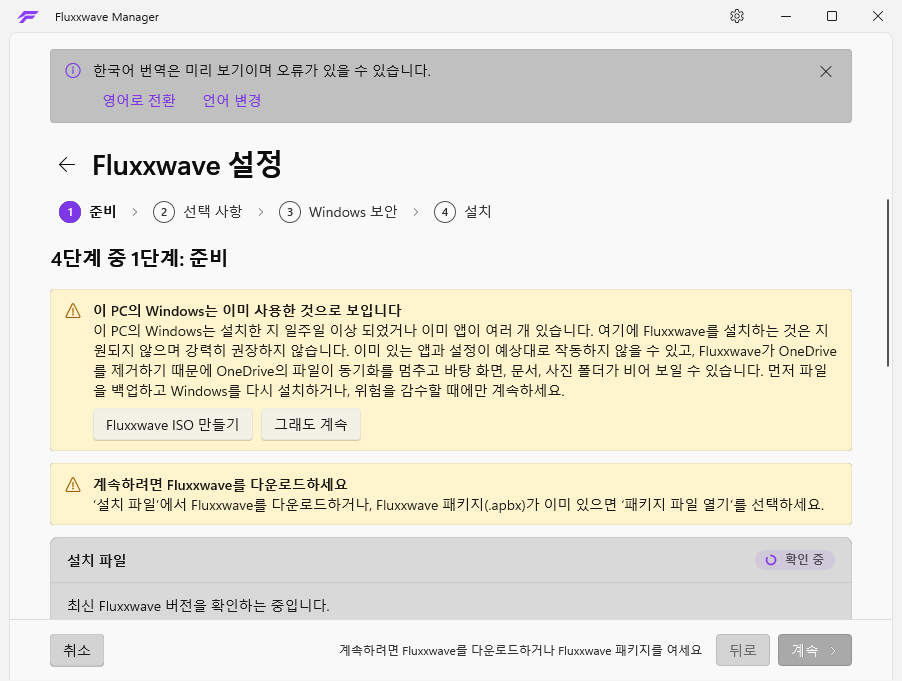 Fluxxwave Manager
한국어 번역은 미리 보기이며 오류가 있을 수 있습니다.
영어로 전환 언어 변경
Fluxxwave 설정
1 준비 2 선택 사항 3 Windows 보안 4 설치
4단계 중 1단계: 준비
이 PC의 Windows는 이미 사용한 것으로 보입니다
이 PC의 Windows는 설치한 지 일주일 이상 되었거나 이미 앱이 여러 개 있습니다. 여기에 Fluxxwave를 설치하는 것은 지
원되지 않으며 강력히 권장하지 않습니다. 이미 있는 앱과 설정이 예상대로 작동하지 않을 수 있고, Fluxxwave가 OneDrive
를 제거하기 때문에 OneDrive의 파일이 동기화를 멈추고 바탕 화면, 문서, 사진 폴더가 비어 보일 수 있습니다. 먼저 파일
을 백업하고 Windows를 다시 설치하거나, 위험을 감수할 때에만 계속하세요.
Fluxxwave ISO 만들기 그래도 계속
계속하려면 Fluxxwave를 다운로드하세요
‘설치 파일’에서 Fluxxwave를 다운로드하거나, Fluxxwave 패키지(.apbx)가 이미 있으면 ‘패키지 파일 열기’를 선택하세요.
설치 파일 확인 중
최신 Fluxxwave 버전을 확인하는 중입니다.
취소 계속하려면 Fluxxwave를 다운로드하거나 Fluxxwave 패키지를 여세요 뒤로 계속